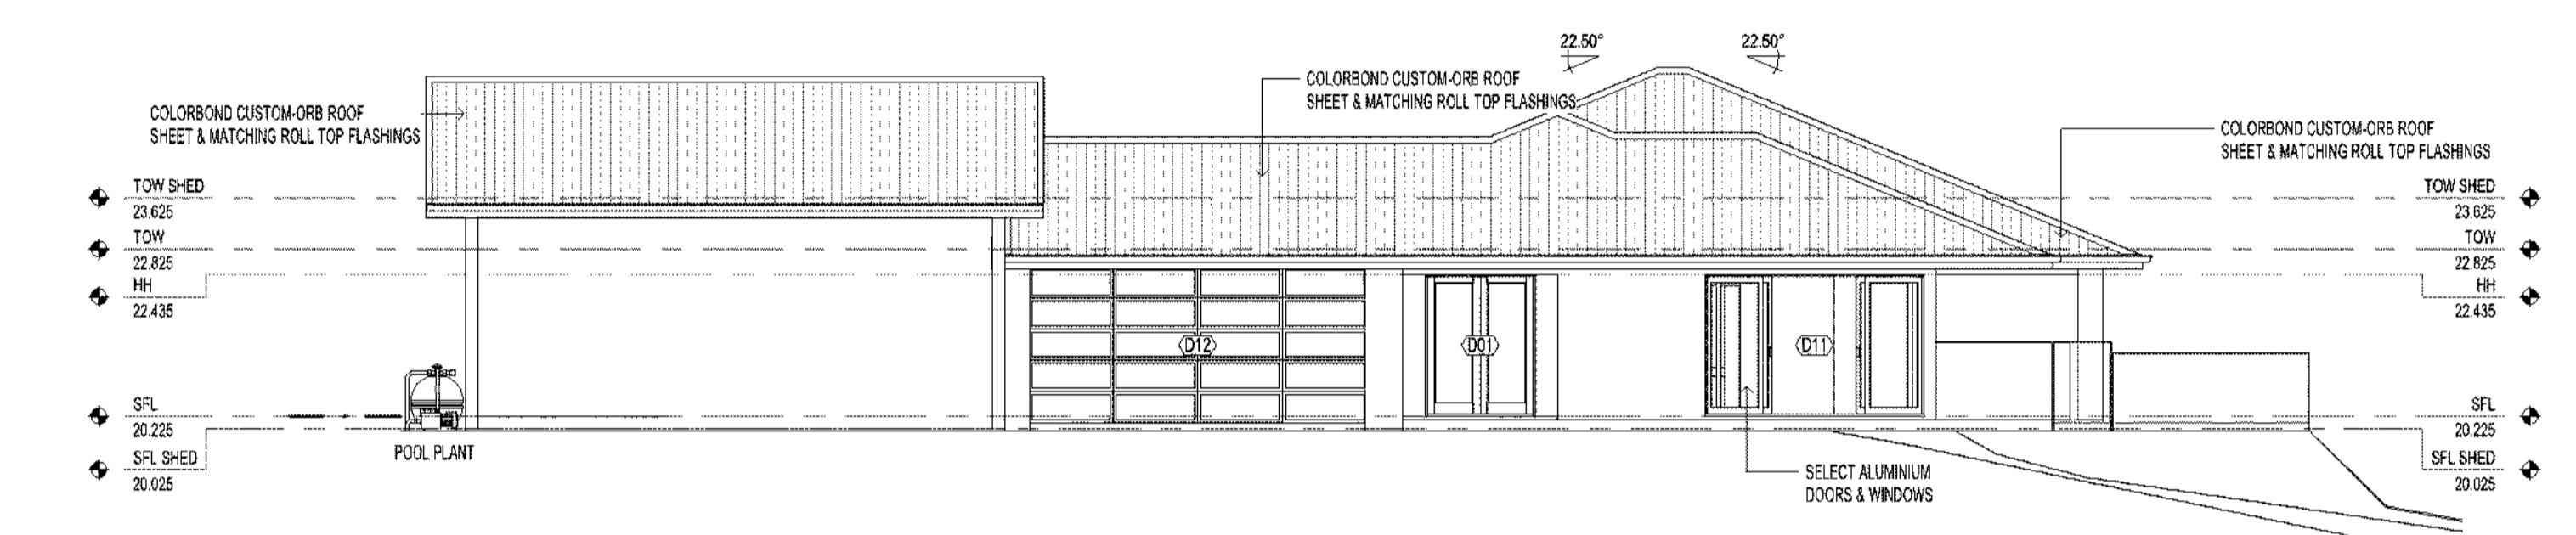 22.50°
22.50°
COLORBOND CUSTOM-ORB ROOF
SHEET & MATCHING ROLL TOP FLASHINGS
COLORBOND CUSTOM-ORB ROOF
SHEET & MATCHING ROLL TOP FLASHINGS
COLORBOND CUSTOM-ORB ROOF
SHEET & MATCHING ROLL TOP FLASHINGS
TOW SHED
23.625
TOW
22.825
HH
22.435
SFL
20.225
SFL SHED
20.025
POOL PLANT
D12
D01
D11
SELECT ALUMINIUM
DOORS & WINDOWS
TOW SHED
23.625
TOW
22.825
HH
22.435
SFL
20.225
SFL SHED
20.025